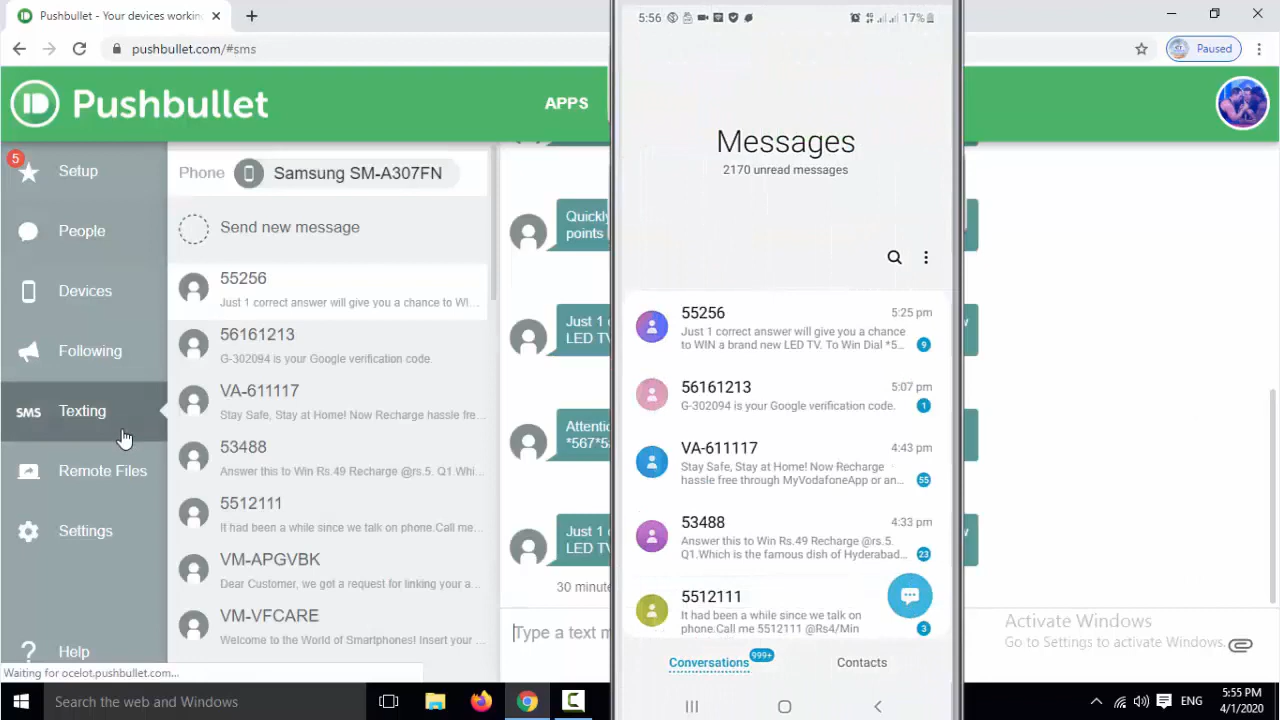 Pushbullet - Your devices workin
pushbullet.com/#sms
Paused
Pushbullet
APPS
5
Setup
People
Devices
Following
SMS Texting
Remote Files
Settings
? Help
Waiting for ocelot.pushbullet.com...
Phone Samsung SM-A307FN
Send new message
55256
Just 1 correct answer will give you a chance to WI...
56161213
G-302094 is your Google verification code.
VA-611117
Stay Safe, Stay at Home! Now Recharge hassle fre...
53488
Answer this to Win Rs.49 Recharge @rs.5. Q1.Whi...
5512111
It had been a while since we talk on phone.Call me...
VM-APGVBK
Dear Customer, we got a request for linking your a...
VM-VFCARE
Welcome to the World of Smartphones! Insert your ...
Quickly
points
Just 1
LED TV
Attentio
*567*5
Just 1
LED TV
30 minute
Type a text m
5:56
17%
Messages
2170 unread messages
55256
5:25 pm
Just 1 correct answer will give you a chance
to WIN a brand new LED TV. To Win Dial *5...
9
56161213
5:07 pm
G-302094 is your Google verification code.
1
VA-611117
4:43 pm
Stay Safe, Stay at Home! Now Recharge
hassle free through MyVodafoneApp or an...
55
53488
4:33 pm
Answer this to Win Rs.49 Recharge @rs.5.
Q1.Which is the famous dish of Hyderabad...
23
5512111
It had been a while since we talk on
phone.Call me 5512111 @Rs4/Min
3
Conversations 999+
Contacts
Activate Windows
Go to Settings to activate Windows.
Search the web and Windows
ENG
5:55 PM
4/1/2020